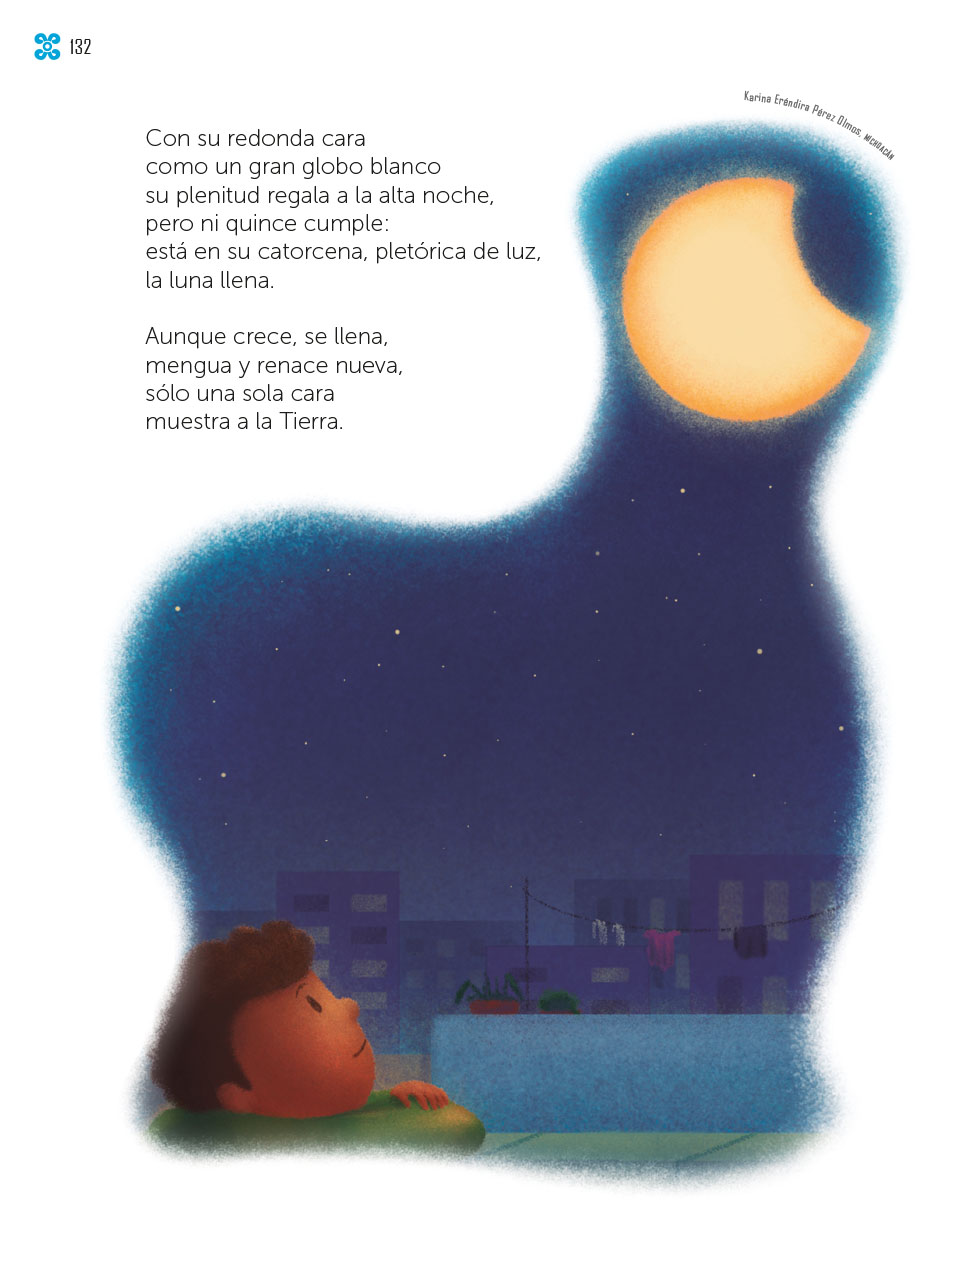 132
Karina Eréndira Pérez Olmos, MICHOACÁN
Con su redonda cara
como un gran globo blanco
su plenitud regala a la alta noche,
pero ni quince cumple:
está en su catorcena, pletórica de luz,
la luna llena.
Aunque crece, se llena,
mengua y renace nueva,
sólo una sola cara
muestra a la Tierra.